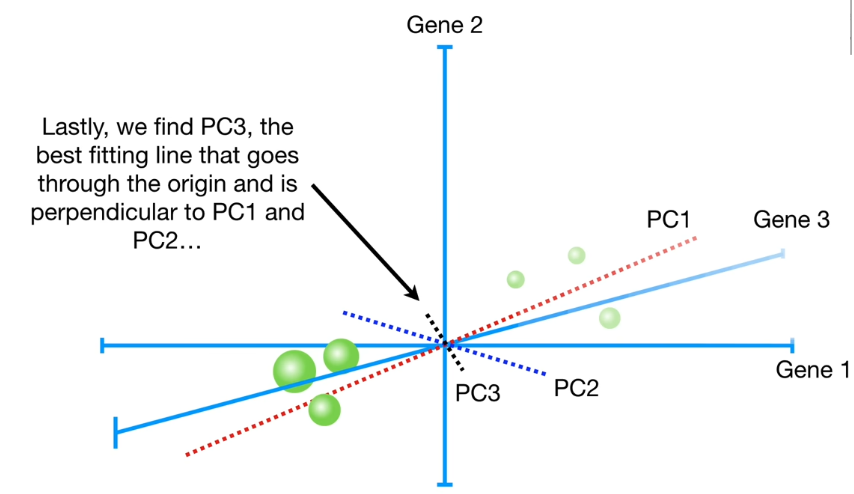 Gene 2
Lastly, we find PC3, the
best fitting line that goes
through the origin and is
perpendicular to PC1 and
PC2...
PC1
Gene 3
Gene 1
PC3
PC2